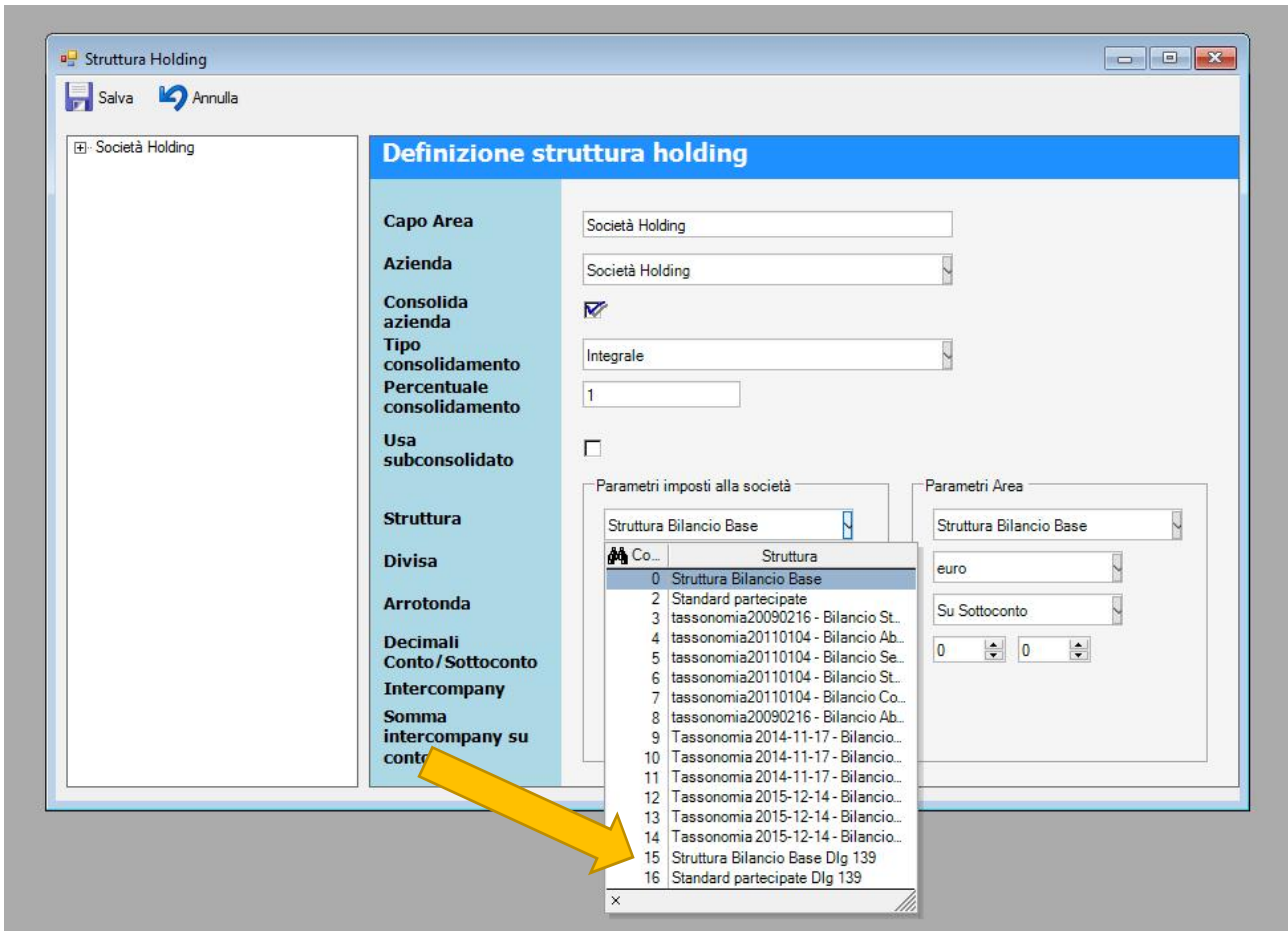 Struttura Holding
Salva Annulla
Società Holding
Definizione struttura holding
Capo Area
Società Holding
Azienda
Società Holding
Consolida
azienda
Tipo
consolidamento
Integrale
Percentuale
consolidamento
1
Usa
subconsolidato
Parametri imposti alla società
Parametri Area
Struttura
Struttura Bilancio Base
Struttura Bilancio Base
Divisa
euro
Arrotonda
Su Sottoconto
Decimali
Conto/Sottoconto
0 0
Intercompany
Somma
intercompany su
Co... Struttura
0 Struttura Bilancio Base
2 Standard partecipate
3 tassonomia20090216 - Bilancio St...
4 tassonomia20110104 - Bilancio Ab...
5 tassonomia20110104 - Bilancio Se...
6 tassonomia20110104 - Bilancio St...
7 tassonomia20110104 - Bilancio Co...
8 tassonomia20090216 - Bilancio Ab...
9 Tassonomia 2014-11-17 - Bilancio...
10 Tassonomia 2014-11-17 - Bilancio...
11 Tassonomia 2014-11-17 - Bilancio...
12 Tassonomia 2015-12-14 - Bilancio...
13 Tassonomia 2015-12-14 - Bilancio...
14 Tassonomia 2015-12-14 - Bilancio...
15 Struttura Bilancio Base Dlg 139
16 Standard partecipate Dlg 139